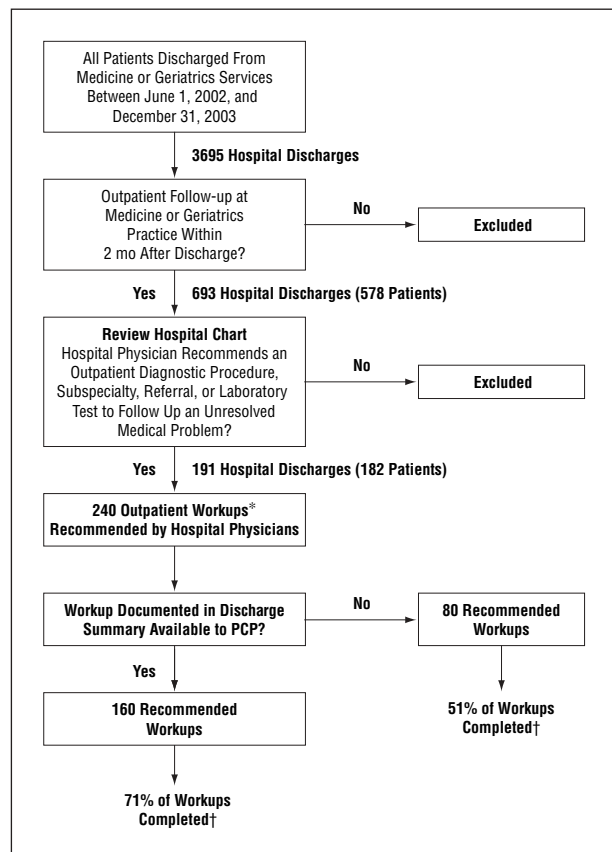 All Patients Discharged From
Medicine or Geriatrics Services
Between June 1, 2002, and
December 31, 2003
3695 Hospital Discharges
Outpatient Follow-up at
Medicine or Geriatrics
Practice Within
2 mo After Discharge?
No
Excluded
Yes
693 Hospital Discharges (578 Patients)
Review Hospital Chart
Hospital Physician Recommends an
Outpatient Diagnostic Procedure,
Subspecialty, Referral, or Laboratory
Test to Follow Up an Unresolved
Medical Problem?
No
Excluded
Yes
191 Hospital Discharges (182 Patients)
240 Outpatient Workups*
Recommended by Hospital Physicians
Workup Documented in Discharge
Summary Available to PCP?
No
80 Recommended
Workups
Yes
160 Recommended
Workups
51% of Workups
Completed†
71% of Workups
Completed†